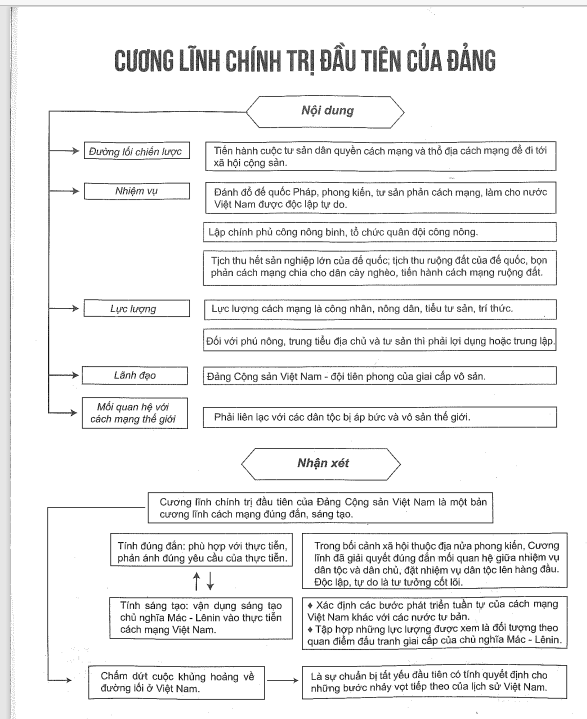 CƯƠNG LĨNH CHÍNH TRỊ ĐẦU TIÊN CỦA ĐẢNG
Nội dung
Đường lối chiến lược
Tiến hành cuộc tư sản dân quyền cách mạng và thổ địa cách mạng để đi tới
xã hội cộng sản.
Nhiệm vụ
Đánh đổ đế quốc Pháp, phong kiến, tư sản phản cách mạng, làm cho nước
Việt Nam được độc lập tự do.
Lập chính phủ công nông binh, tổ chức quân đội công nông.
Tịch thu hết sản nghiệp lớn của đế quốc; tịch thu ruộng đất của đế quốc, bọn
phản cách mạng chia cho dân cày nghèo, tiến hành cách mạng ruộng đất.
Lực lượng
Lực lượng cách mạng là công nhân, nông dân, tiểu tư sản, trí thức.
Đối với phú nông, trung tiểu địa chủ và tư sản thì phải lợi dụng hoặc trung lập.
Lãnh đạo
Đảng Cộng sản Việt Nam - đội tiên phong của giai cấp vô sản.
Mối quan hệ với
cách mạng thế giới
Phải liên lạc với các dân tộc bị áp bức và vô sản thế giới.
Nhận xét
Cương lĩnh chính trị đầu tiên của Đảng Cộng sản Việt Nam là một bản
cương lĩnh cách mạng đúng đắn, sáng tạo.
Tính đúng đắn: phù hợp với thực tiễn,
phản ánh đúng yêu cầu của thực tiễn.
Trong bối cảnh xã hội thuộc địa nửa phong kiến, Cương
lĩnh đã giải quyết đúng đắn mối quan hệ giữa nhiệm vụ
dân tộc và dân chủ, đặt nhiệm vụ dân tộc lên hàng đầu.
Độc lập, tự do là tư tưởng cốt lõi.
Tính sáng tạo: vận dụng sáng tạo
chủ nghĩa Mác - Lênin vào thực tiễn
cách mạng Việt Nam.
♦ Xác định các bước phát triển tuần tự của cách mạng
Việt Nam khác với các nước tư bản.
♦ Tập hợp những lực lượng được xem là đối tượng theo
quan điểm đấu tranh giai cấp của chủ nghĩa Mác - Lênin.
Chấm dứt cuộc khủng hoảng về
đường lối ở Việt Nam.
Là sự chuẩn bị tất yếu đầu tiên có tính quyết định cho
những bước nhảy vọt tiếp theo của lịch sử Việt Nam.